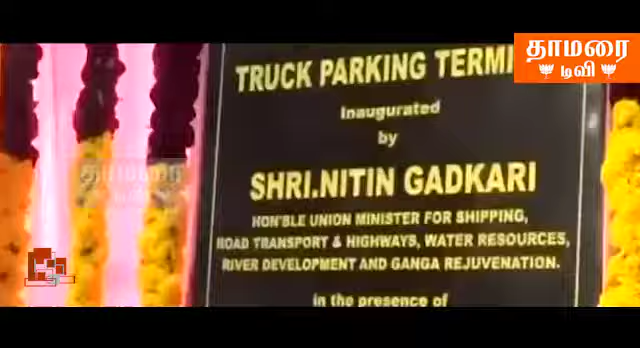 தாமரை
டிவி
TRUCK PARKING TERMI
Inaugurated
by
SHRI.NITIN GADKARI
HON'BLE UNION MINISTER FOR SHIPPING,
ROAD TRANSPORT & HIGHWAYS, WATER RESOURCES,
RIVER DEVELOPMENT AND GANGA REJUVENATION.
in the presence of
தாமரை